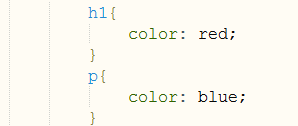 h1{
    color: red;
}
p{
    color: blue;
}